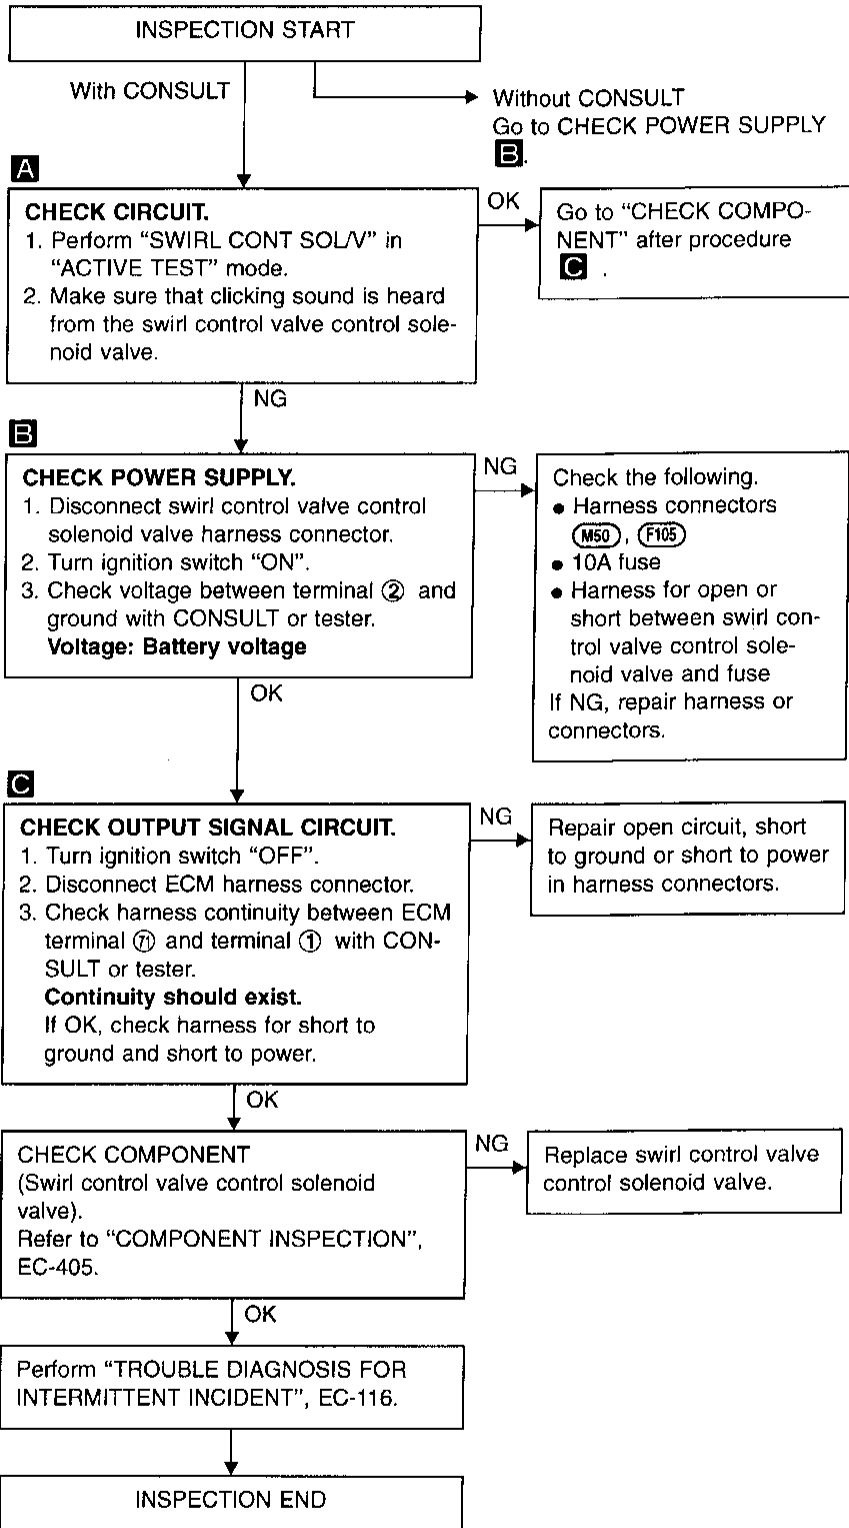 INSPECTION START
With CONSULT
Without CONSULT
Go to CHECK POWER SUPPLY
B.
A
CHECK CIRCUIT.
1. Perform “SWIRL CONT SOL/V” in
“ACTIVE TEST” mode.
2. Make sure that clicking sound is heard
from the swirl control valve control sole-
noid valve.
OK
Go to “CHECK COMPO-
NENT” after procedure
C .
NG
B
CHECK POWER SUPPLY.
1. Disconnect swirl control valve control
solenoid valve harness connector.
2. Turn ignition switch “ON”.
3. Check voltage between terminal ② and
ground with CONSULT or tester.
Voltage: Battery voltage
NG
Check the following.
● Harness connectors
M50, F105
● 10A fuse
● Harness for open or
short between swirl con-
trol valve control sole-
noid valve and fuse
If NG, repair harness or
connectors.
OK
C
CHECK OUTPUT SIGNAL CIRCUIT.
1. Turn ignition switch “OFF”.
2. Disconnect ECM harness connector.
3. Check harness continuity between ECM
terminal 71 and terminal ① with CON-
SULT or tester.
Continuity should exist.
If OK, check harness for short to
ground and short to power.
NG
Repair open circuit, short
to ground or short to power
in harness connectors.
OK
CHECK COMPONENT
(Swirl control valve control solenoid
valve).
Refer to “COMPONENT INSPECTION”,
EC-405.
NG
Replace swirl control valve
control solenoid valve.
OK
Perform “TROUBLE DIAGNOSIS FOR
INTERMITTENT INCIDENT”, EC-116.
INSPECTION END